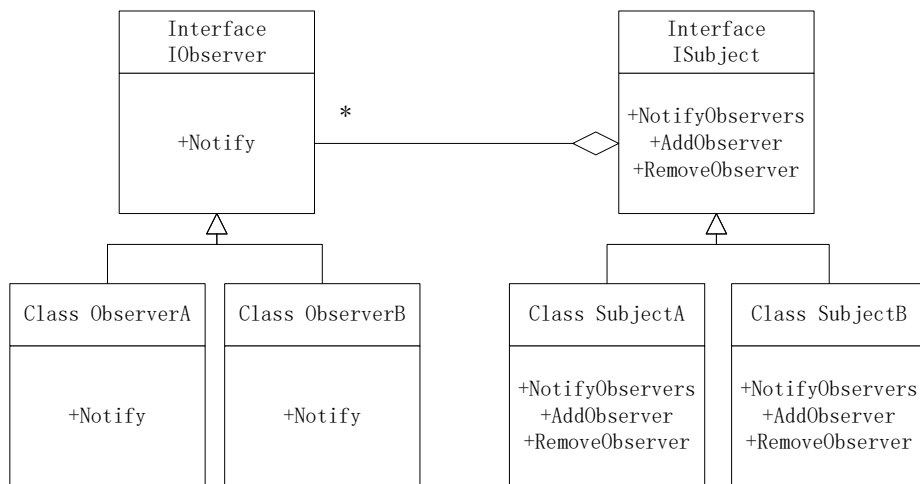 Interface
IObserver
+Notify
*
Interface
ISubject
+NotifyObservers
+AddObserver
+RemoveObserver
Class ObserverA
+Notify
Class ObserverB
+Notify
Class SubjectA
+NotifyObservers
+AddObserver
+RemoveObserver
Class SubjectB
+NotifyObservers
+AddObserver
+RemoveObserver